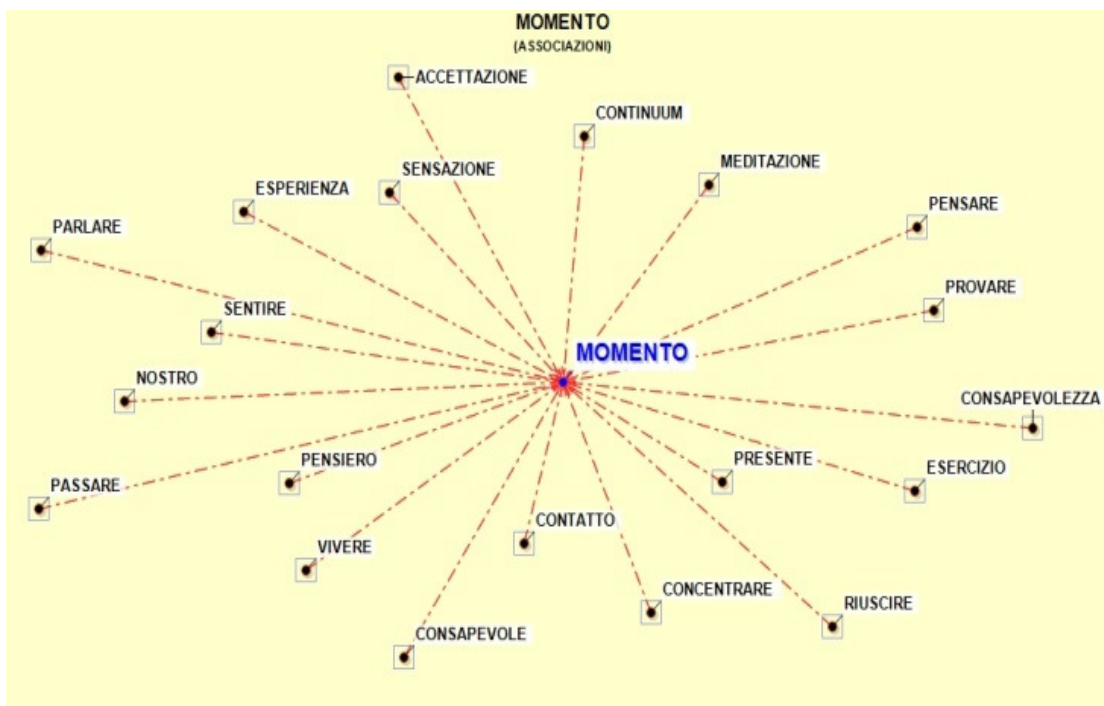 MOMENTO
(ASSOCIAZIONI)
ACCETTAZIONE
CONTINUUM
MEDITAZIONE
SENSAZIONE
ESPERIENZA
PENSARE
PARLARE
PROVARE
SENTIRE
MOMENTO
NOSTRO
CONSAPEVOLEZZA
PENSIERO
PRESENTE
ESERCIZIO
PASSARE
CONTATTO
VIVERE
CONCENTRARE
RIUSCIRE
CONSAPEVOLE